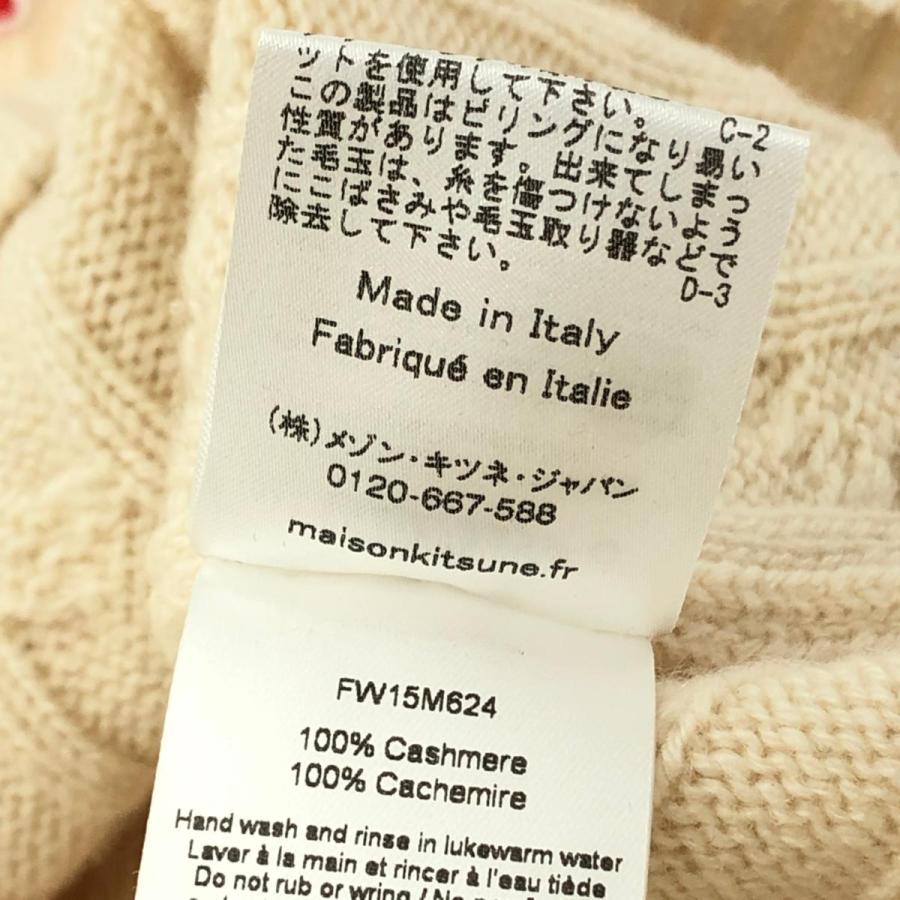 ットを使用して下さい。
C-2
この製品はピリングになり易い
性質があります。出来てしまっ
た毛玉は、糸を傷つけないよう
にこばさみや毛玉取り器などで
除去して下さい。
D-3
Made in Italy
Fabriqué en Italie
(株)メゾン・キツネ・ジャパン
0120-667-588
maisonkitsune.fr
FW15M624
100% Cashmere
100% Cachemire
Hand wash and rinse in lukewarm water
Laver à la main et rincer à l'eau tiède
Do not rub or wring / Ne